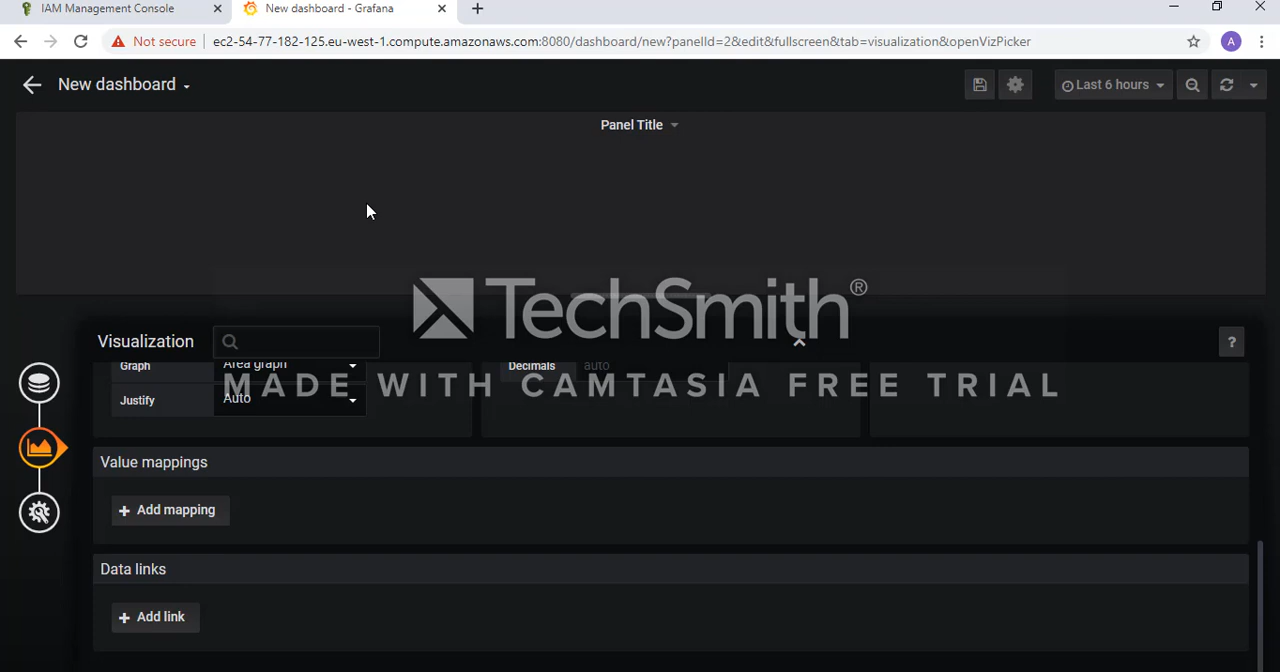 IAM Management Console
New dashboard - Grafana
Not secure
ec2-54-77-182-125.eu-west-1.compute.amazonaws.com:8080/dashboard/new?panelId=2&edit&fullscreen&tab=visualization&openVizPicker
A
New dashboard
Last 6 hours
Panel Title
TechSmith®
MADE WITH CAMTASIA FREE TRIAL
Visualization
?
Graph
Area graph
Decimals
auto
Justify
Auto
Value mappings
+ Add mapping
Data links
+ Add link